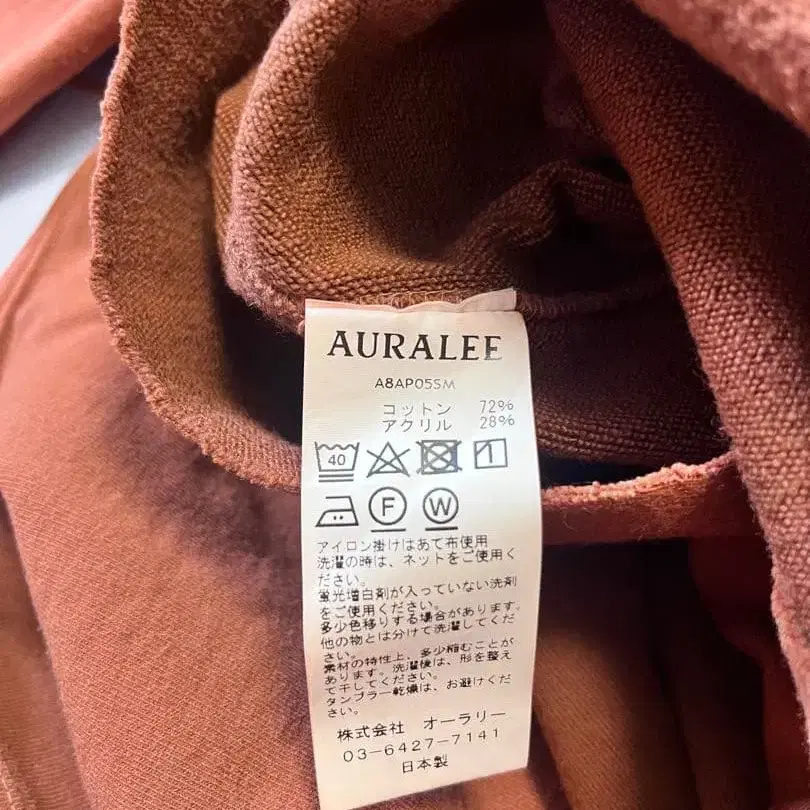 AURALEE
A8AP05SM
コットン 72%
アクリル 28%
40
F W
アイロン掛けはあて布使用
洗濯の時は、ネットをご使用く
ださい。
蛍光増白剤が入っていない洗剤
をご使用ください。
多少色移りする場合があります。
他の物とは分けて洗濯してくだ
さい。
素材の特性上、多少縮むことが
あります。洗濯後は、形を整え
て干してください。
タンブラー乾燥は、お避けくだ
さい。
株式会社 オーラリー
03-6427-7141
日本製